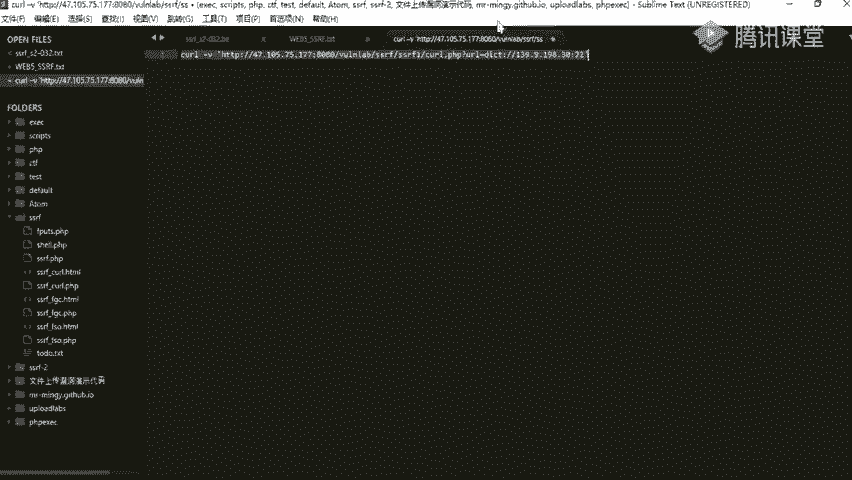 curl -v 'http://47.105.75.177:8080/vulnlab/ssrf/ss • (exec, scripts, php, ctf, test, default, Atom, ssrf, ssrf-2, 文件上传漏洞演示代码, mr-mingy.github.io, uploadlabs, phpexec) - Sublime Text (UNREGISTERED)
文件(F) 编辑(E) 选择(S) 查找(I) 视图(V) 跳转(G) 工具(T) 项目(P) 首选项(N) 帮助(H)
腾讯课堂
OPEN FILES
ssrf_s2-032.txt
WEB5_SSRF.txt
curl -v 'http://47.105.75.177:8080/vuln
ssrf_s2-032.txt
WEB5_SSRF.txt
curl -v 'http://47.105.75.177:8080/vulnlab/ssrf/ss
curl -v 'http://47.105.75.177:8080/vulnlab/ssrf/ssrf1/curl.php?url=dict://139.9.198.30:22'
FOLDERS
exec
scripts
php
ctf
test
default
Atom
ssrf
fputs.php
shell.php
ssrf.php
ssrf_curl.html
ssrf_curl.php
ssrf_fgc.html
ssrf_fgc.php
ssrf_fso.html
ssrf_fso.php
todo.txt
ssrf-2
文件上传漏洞演示代码
mr-mingy.github.io
uploadlabs
phpexec